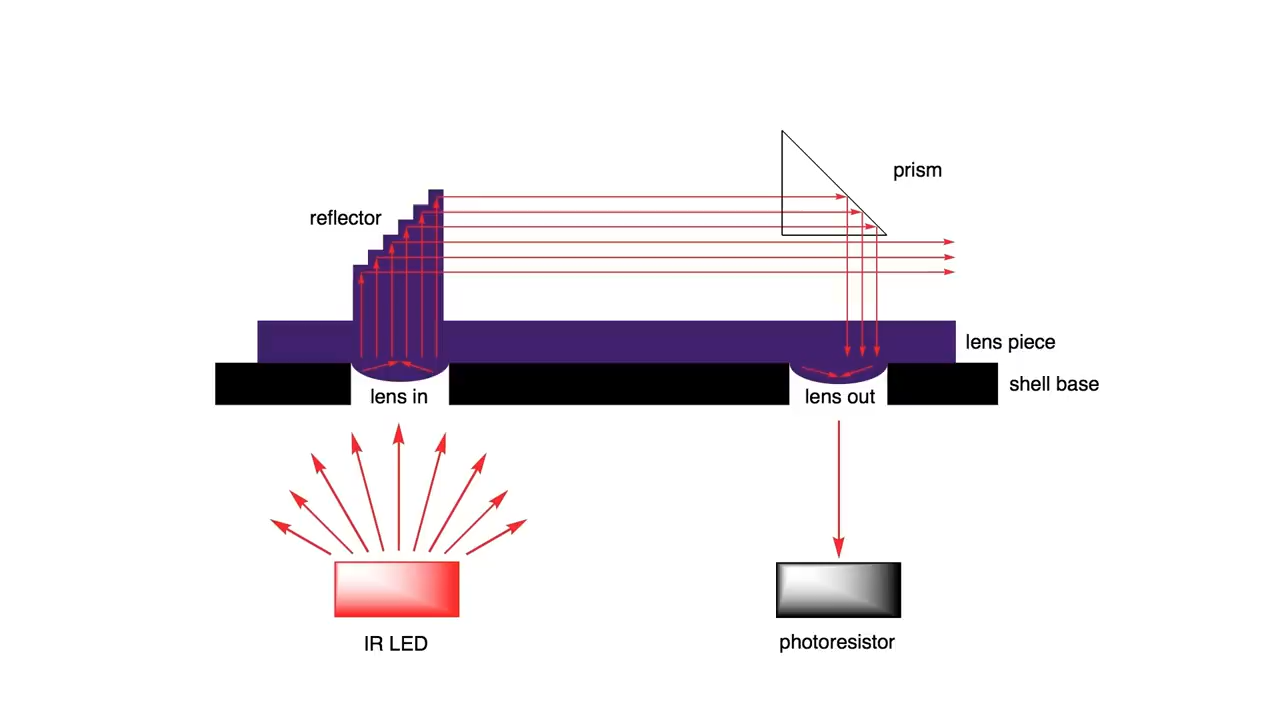 prism
reflector
lens piece
shell base
lens in
lens out
IR LED
photoresistor